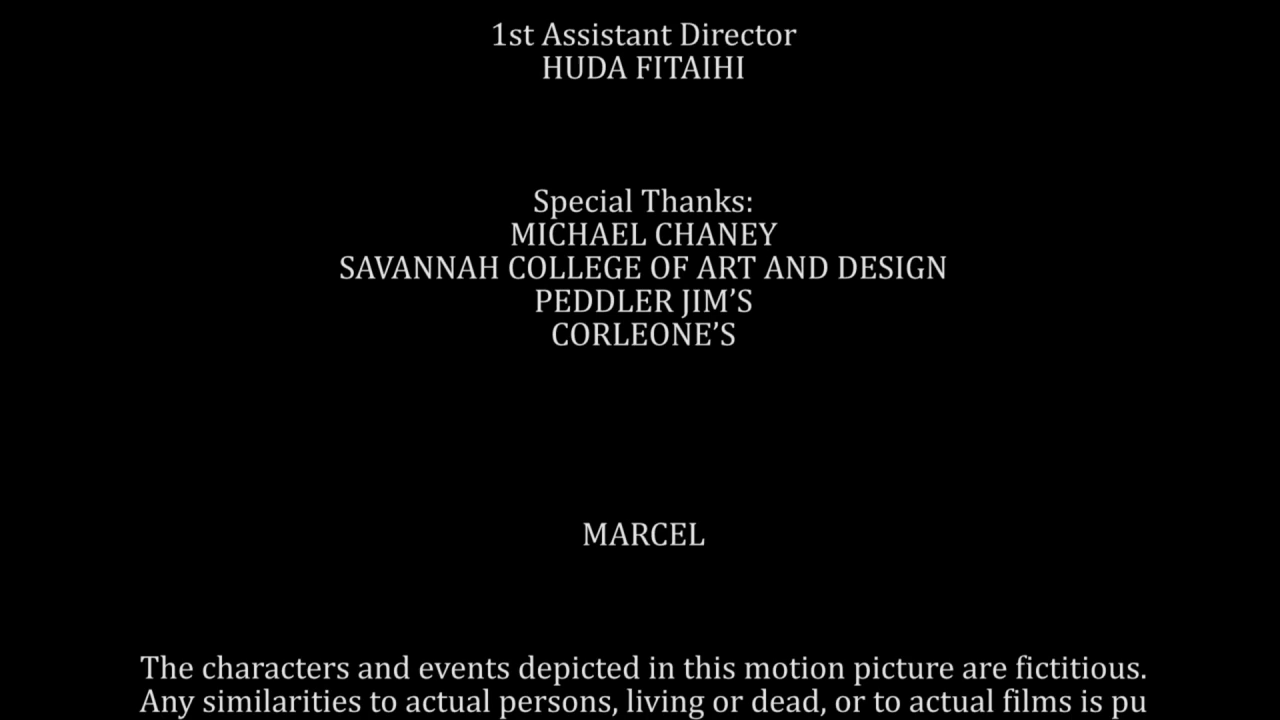 1st Assistant Director
HUDA FITAIHI
Special Thanks:
MICHAEL CHANEY
SAVANNAH COLLEGE OF ART AND DESIGN
PEDDLER JIM’S
CORLEONE’S
MARCEL
The characters and events depicted in this motion picture are fictitious.
Any similarities to actual persons, living or dead, or to actual films is pu